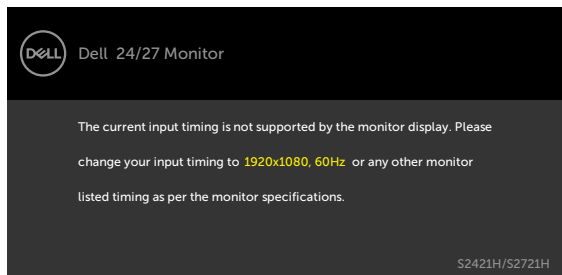 DELL
Dell 24/27 Monitor
The current input timing is not supported by the monitor display. Please
change your input timing to 1920x1080, 60Hz or any other monitor
listed timing as per the monitor specifications.
S2421H/S2721H